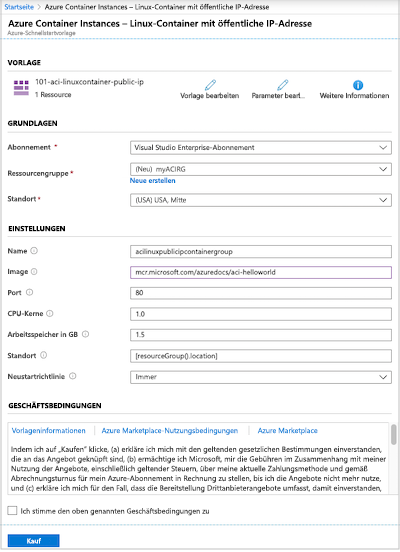 Startseite > Azure Container Instances – Linux-Container mit öffentliche IP-Adresse
Azure Container Instances – Linux-Container mit öffentliche IP-Adresse
Azure-Schnellstartvorlage
VORLAGE
101-aci-linuxcontainer-public-ip
1 Ressource
Vorlage bearbeiten
Parameter beart...
Weitere Informationen
GRUNDLAGEN
Abonnement *
Visual Studio Enterprise-Abonnement
Ressourcengruppe *
(Neu) myACIRG
Neue erstellen
Standort *
(USA) USA, Mitte
EINSTELLUNGEN
Name
acilinuxpublicipcontainergroup
Image
mcr.microsoft.com/azuredocs/aci-helloworld
Port
80
CPU-Kerne
1.0
Arbeitsspeicher in GB
1.5
Standort
[resourceGroup().location]
Neustartrichtlinie
Immer
GESCHÄFTSBEDINGUNGEN
Vorlageninformationen | Azure Marketplace-Nutzungsbedingungen | Azure Marketplace
Indem ich auf „Kaufen“ klicke, (a) erkläre ich mich mit den geltenden gesetzlichen Bestimmungen einverstanden,
die an das Angebot geknüpft sind, (b) ermächtige ich Microsoft, mir die Gebühren im Zusammenhang mit meiner
Nutzung der Angebote, einschließlich geltender Steuern, über meine aktuelle Zahlungsmethode und gemäß
Abrechnungsturnus für mein Azure-Abonnement in Rechnung zu stellen, bis ich die Angebote nicht mehr nutze,
und (c) erkläre ich mich für den Fall, dass die Bereitstellung Drittanbieterangebote umfasst, damit einverstanden,
Ich stimme den oben genannten Geschäftsbedingungen zu
Kauf